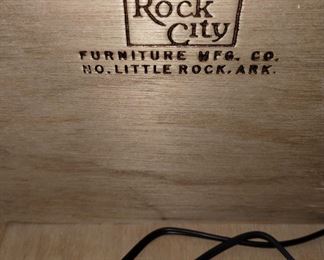 Rock
City
FURNITURE MFG. CO.
NO. LITTLE ROCK, ARK.